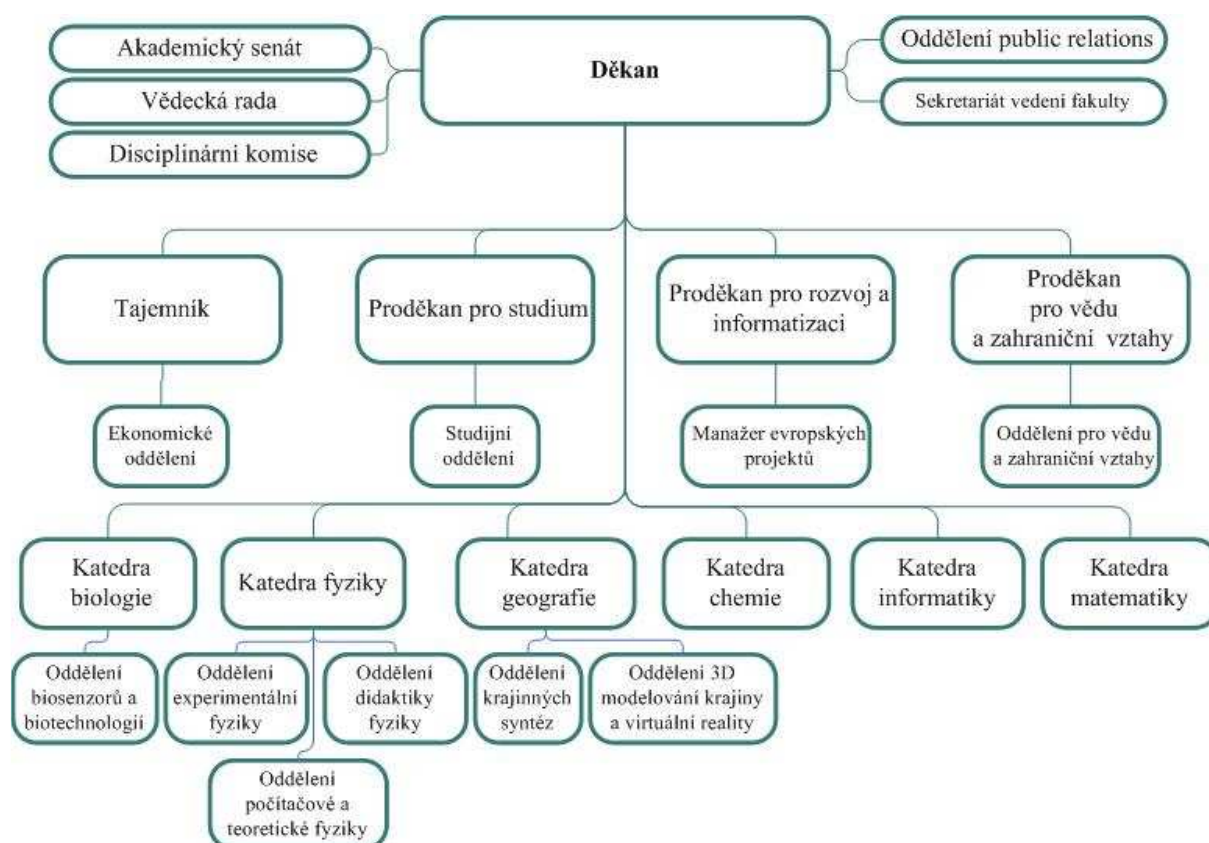 Akademický senát
Vědecká rada
Disciplinární komise
Děkan
Oddělení public relations
Sekretariát vedení fakulty
Tajemník
Proděkan pro studium
Proděkan pro rozvoj a
informatizaci
Proděkan
pro vědu
a zahraniční vztahy
Ekonomické
oddělení
Studijní
oddělení
Manažer evropských
projektů
Oddělení pro vědu
a zahraniční vztahy
Katedra
biologie
Katedra fyziky
Katedra
geografie
Katedra
chemie
Katedra
informatiky
Katedra
matematiky
Oddělení
biosenzorů a
biotechnologií
Oddělení
experimentální
fyziky
Oddělení
didaktiky
fyziky
Oddělení
krajinných
syntéz
Oddělení 3D
modelování krajiny
a virtuální reality
Oddělení
počítačové a
teoretické fyziky